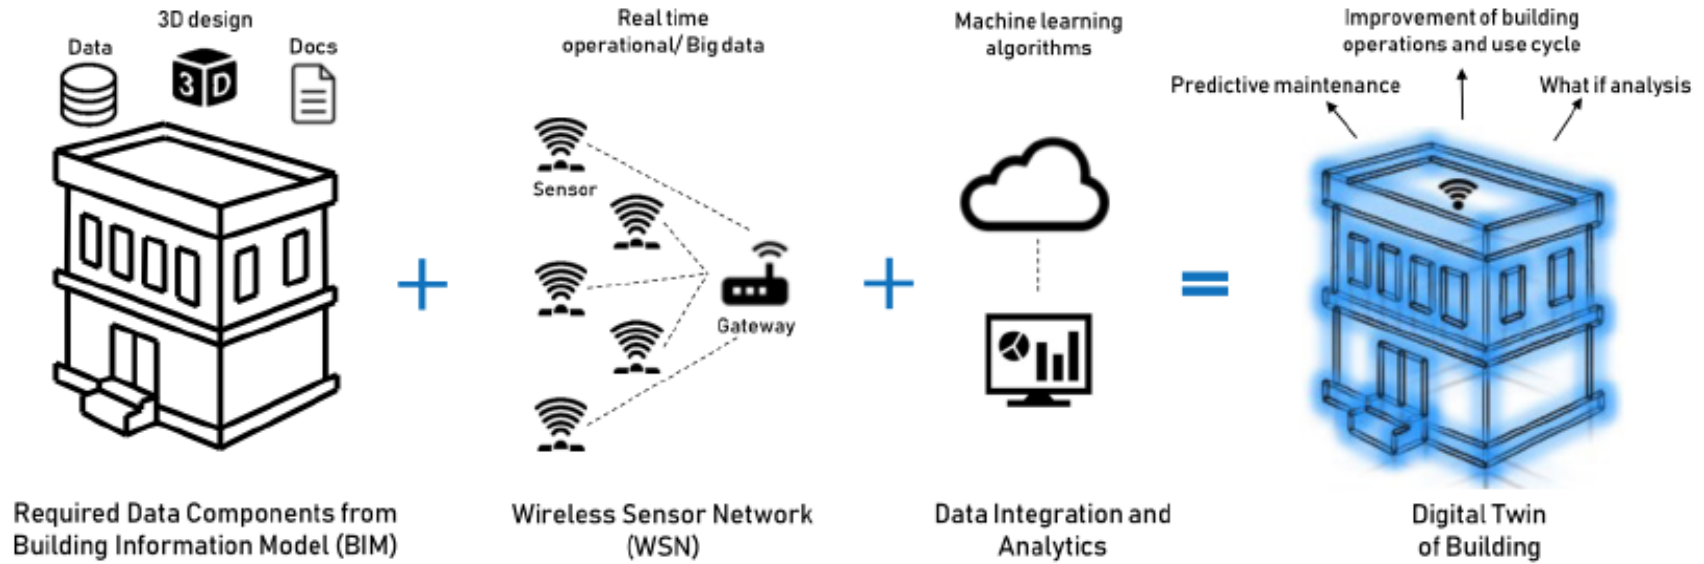 3D design
Data
Docs
3 D
Required Data Components from
Building Information Model (BIM)
Real time
operational/ Big data
Sensor
Gateway
Wireless Sensor Network
(WSN)
Machine learning
algorithms
Data Integration and
Analytics
Improvement of building
operations and use cycle
Predictive maintenance
What if analysis
Digital Twin
of Building